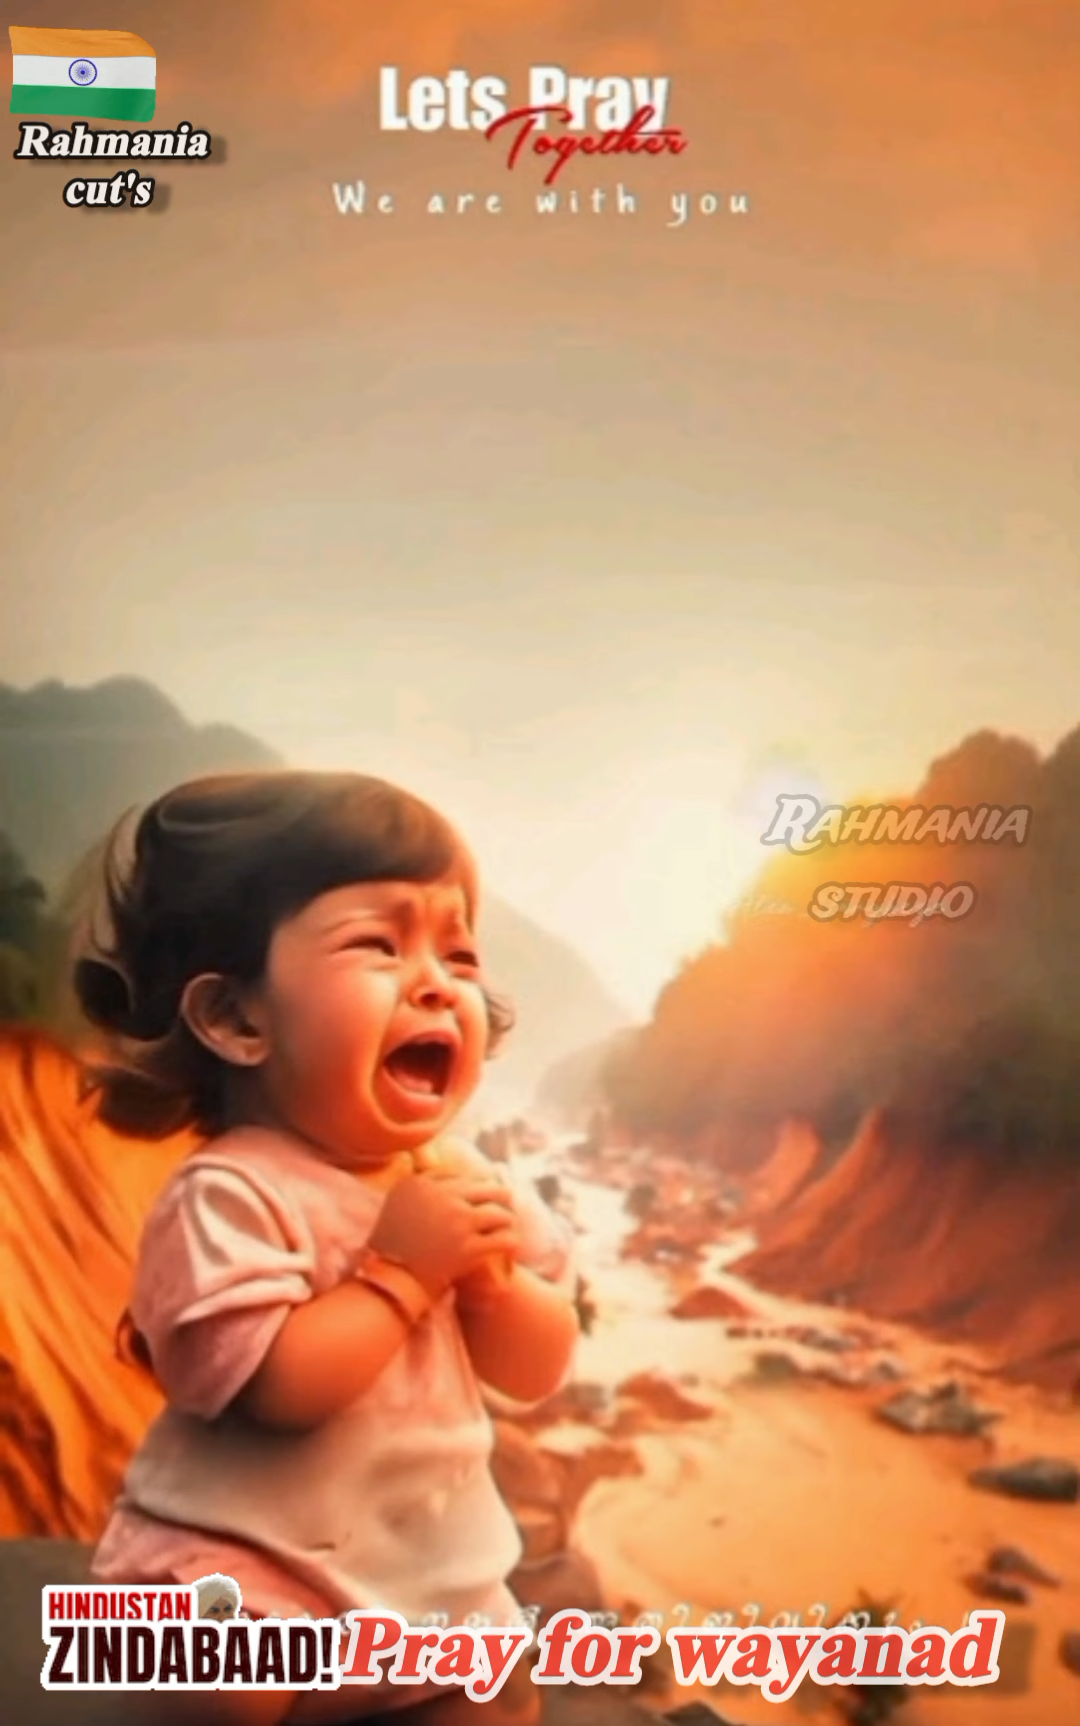 Rahmania
cut's
Lets Pray
Together
We are with you
RAHMANIA
STUDIO
HINDUSTAN
ZINDABAAD!
Pray for wayanad